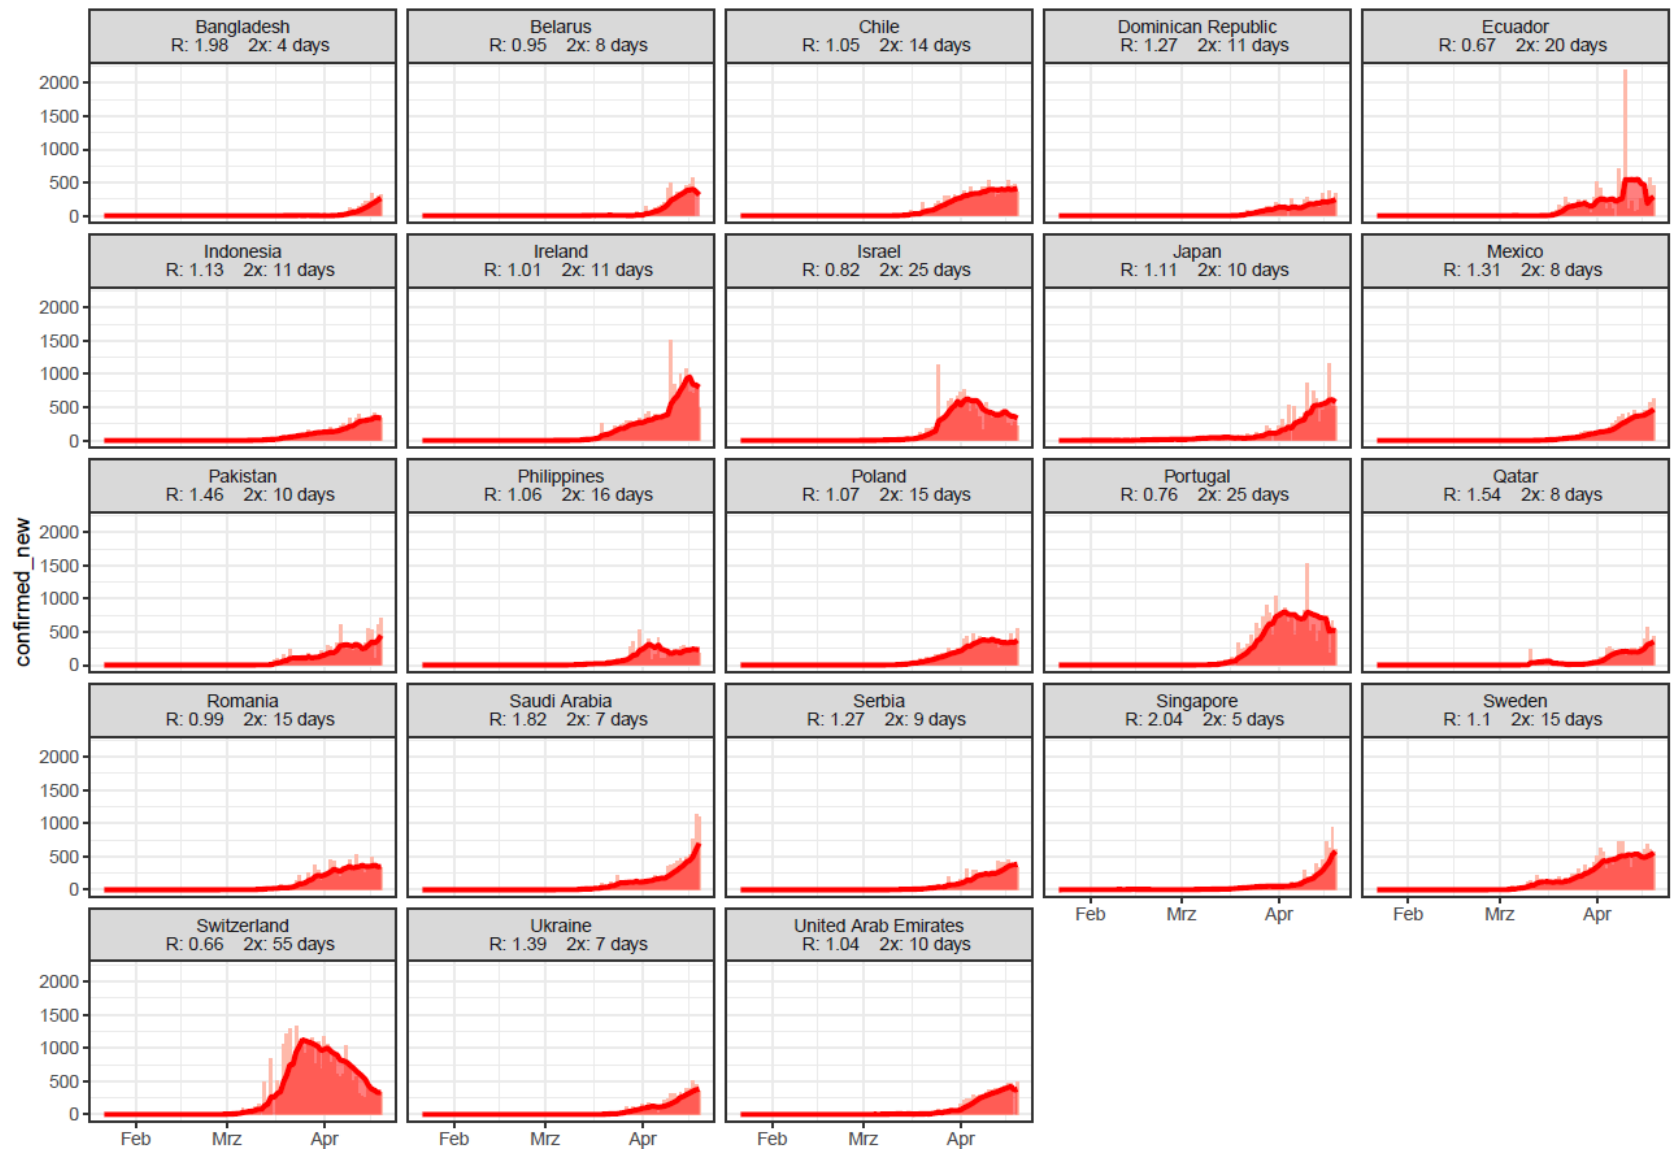 Bangladesh
R: 1.98 2x: 4 days
Belarus
R: 0.95 2x: 8 days
Chile
R: 1.05 2x: 14 days
Dominican Republic
R: 1.27 2x: 11 days
Ecuador
R: 0.67 2x: 20 days
2000
1500
1000
500
0
Indonesia
R: 1.13 2x: 11 days
Ireland
R: 1.01 2x: 11 days
Israel
R: 0.82 2x: 25 days
Japan
R: 1.11 2x: 10 days
Mexico
R: 1.31 2x: 8 days
2000
1500
1000
500
0
Pakistan
R: 1.46 2x: 10 days
Philippines
R: 1.06 2x: 16 days
Poland
R: 1.07 2x: 15 days
Portugal
R: 0.76 2x: 25 days
Qatar
R: 1.54 2x: 8 days
confirmed_new
2000
1500
1000
500
0
Romania
R: 0.99 2x: 15 days
Saudi Arabia
R: 1.82 2x: 7 days
Serbia
R: 1.27 2x: 9 days
Singapore
R: 2.04 2x: 5 days
Sweden
R: 1.1 2x: 15 days
2000
1500
1000
500
0
Feb Mrz Apr
Feb Mrz Apr
Switzerland
R: 0.66 2x: 55 days
Ukraine
R: 1.39 2x: 7 days
United Arab Emirates
R: 1.04 2x: 10 days
2000
1500
1000
500
0
Feb Mrz Apr
Feb Mrz Apr
Feb Mrz Apr